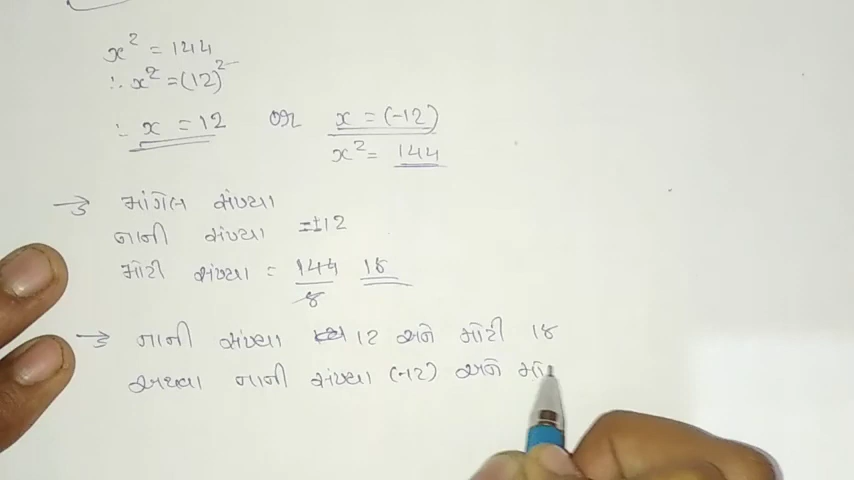 x² = 144
∴ x² = (12)²
∴ x = 12 or x = (-12)
x² = 144
→ માંગેલ સંખ્યા
નાની સંખ્યા = ±12
મોટી સંખ્યા = 144/8 18
→ નાની સંખ્યા 12 અને મોટી 18
અથવા નાની સંખ્યા (-12) અને મો